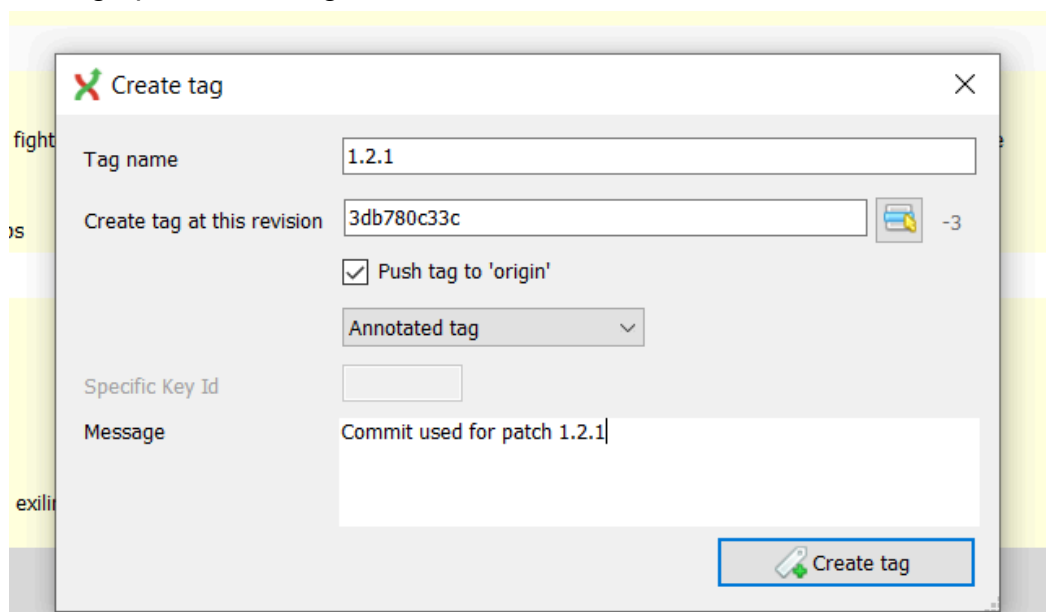 Create tag
fight
Tag name
1.2.1
Create tag at this revision
3db780c33c
-3
Push tag to 'origin'
Annotated tag
Specific Key Id
Message
Commit used for patch 1.2.1
Create tag